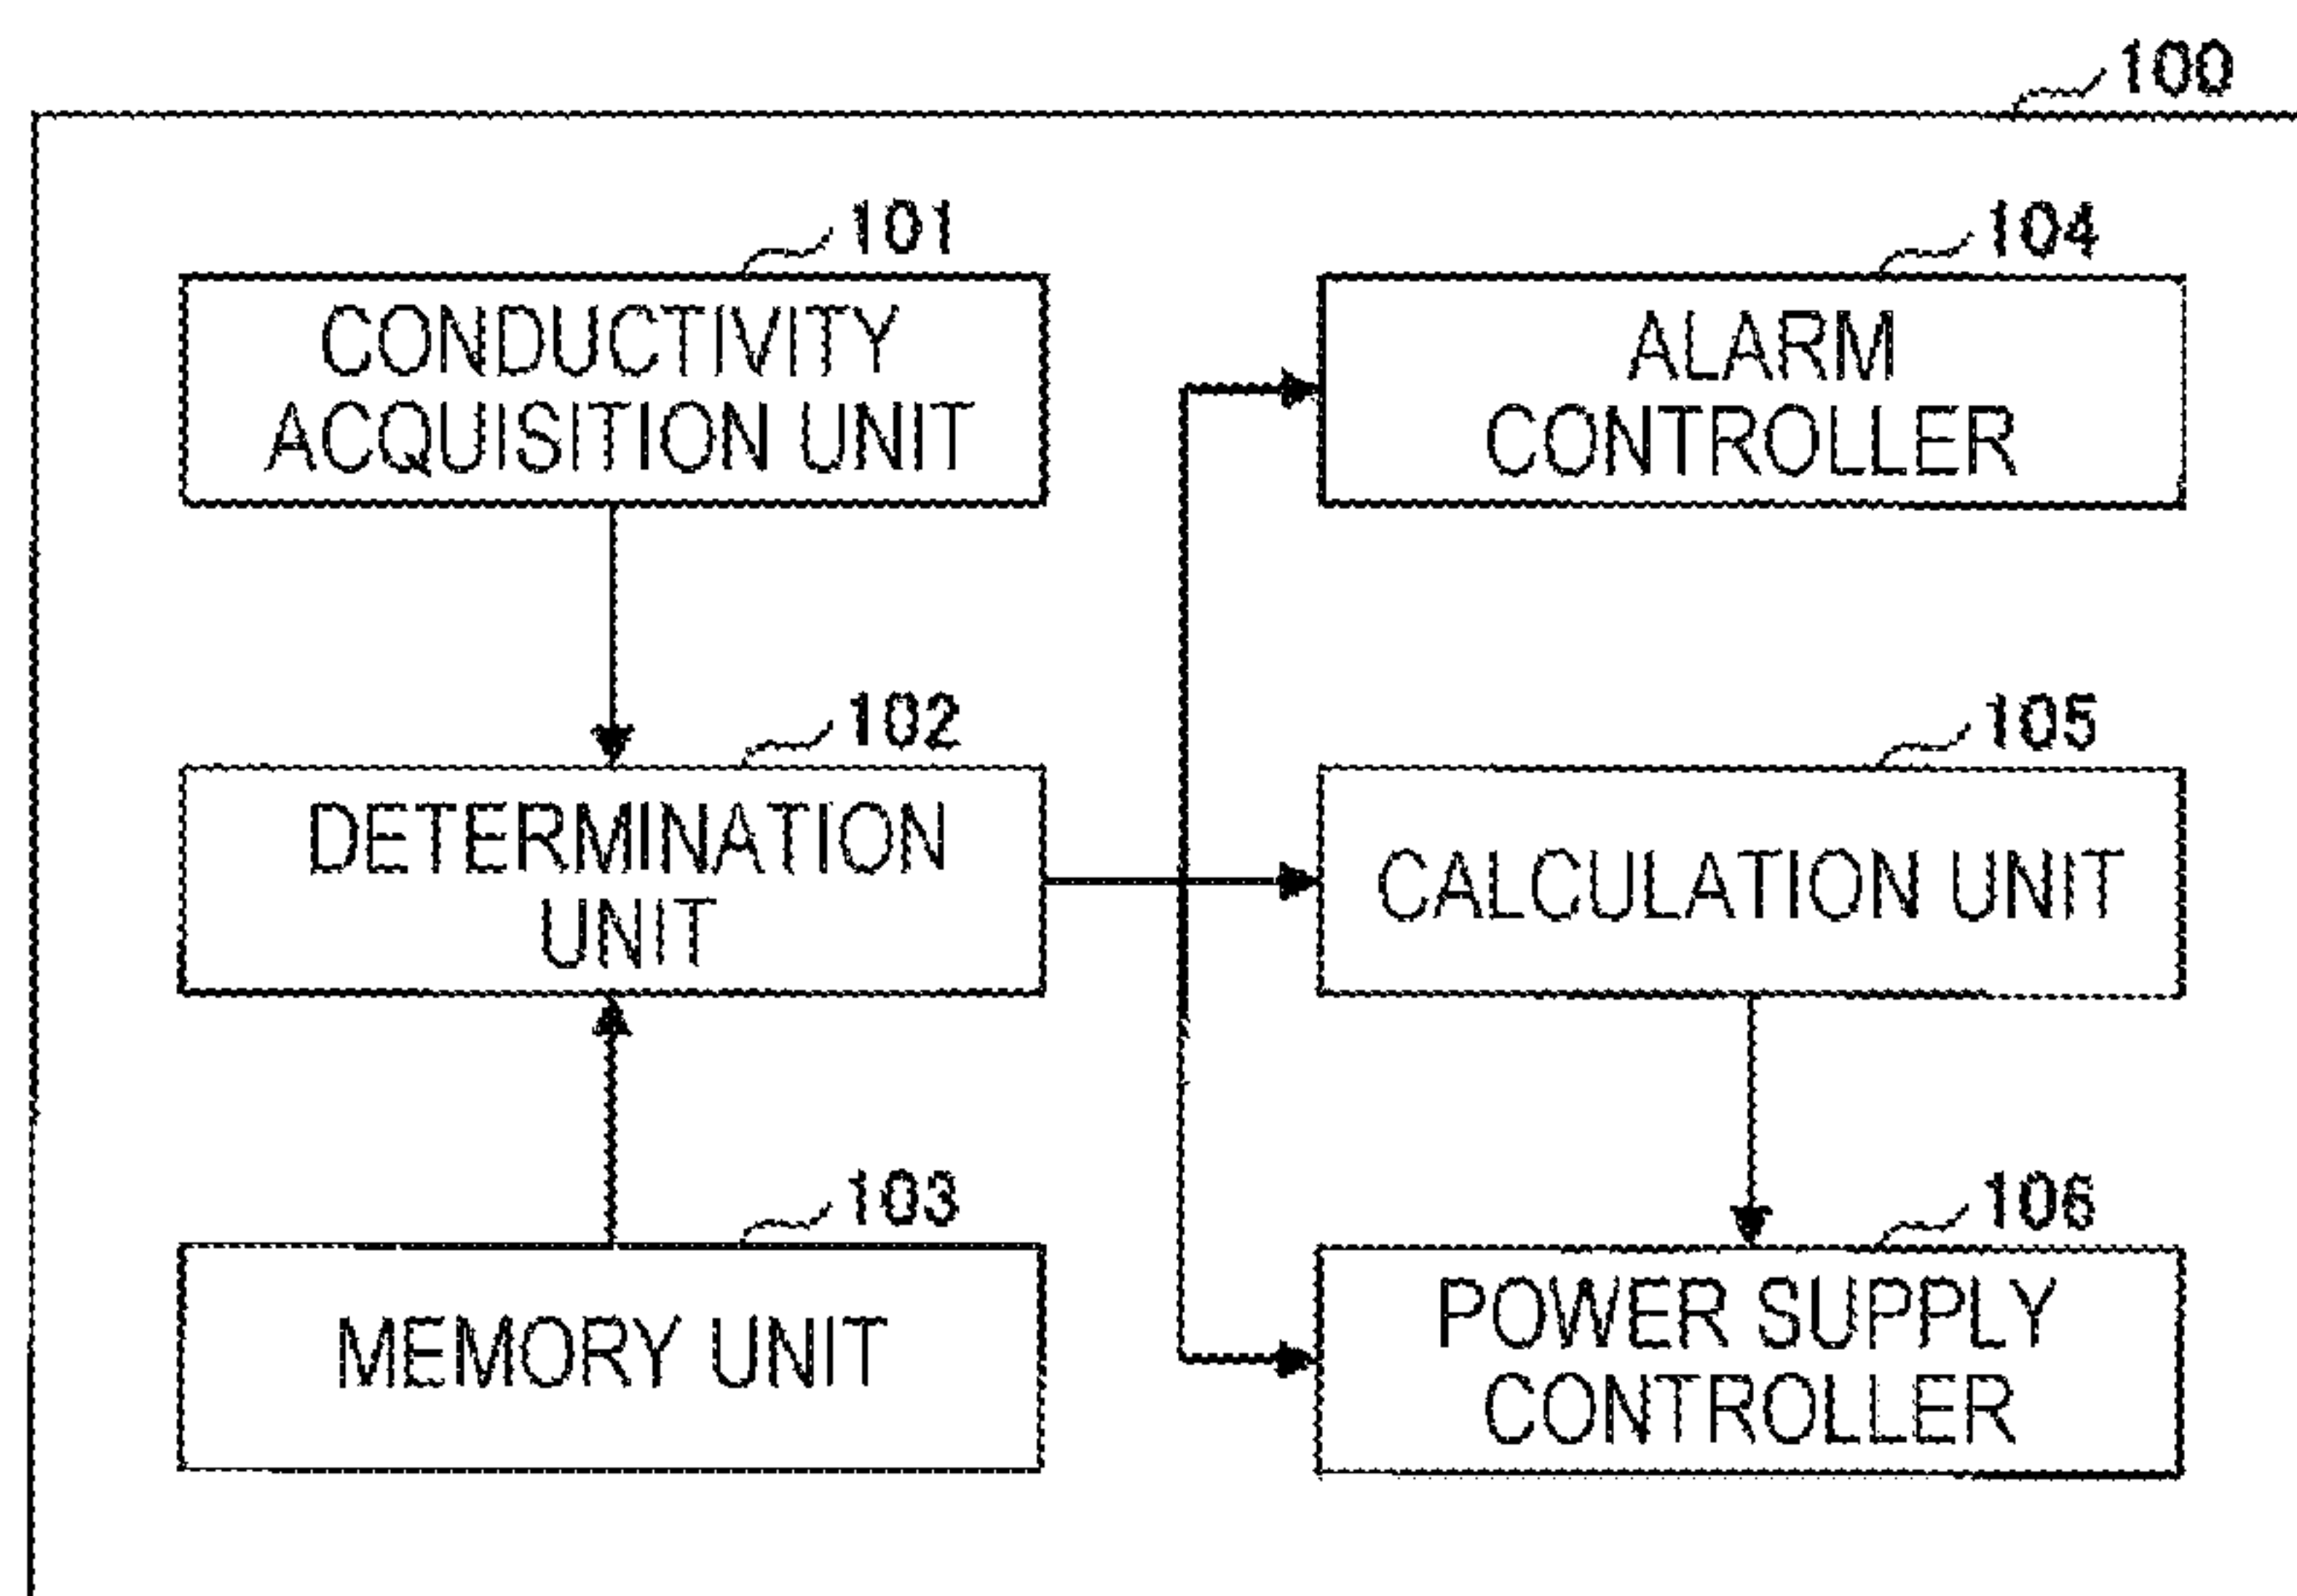 100
101
CONDUCTIVITY
ACQUISITION UNIT
104
ALARM
CONTROLLER
102
DETERMINATION
UNIT
105
CALCULATION UNIT
103
MEMORY UNIT
106
POWER SUPPLY
CONTROLLER